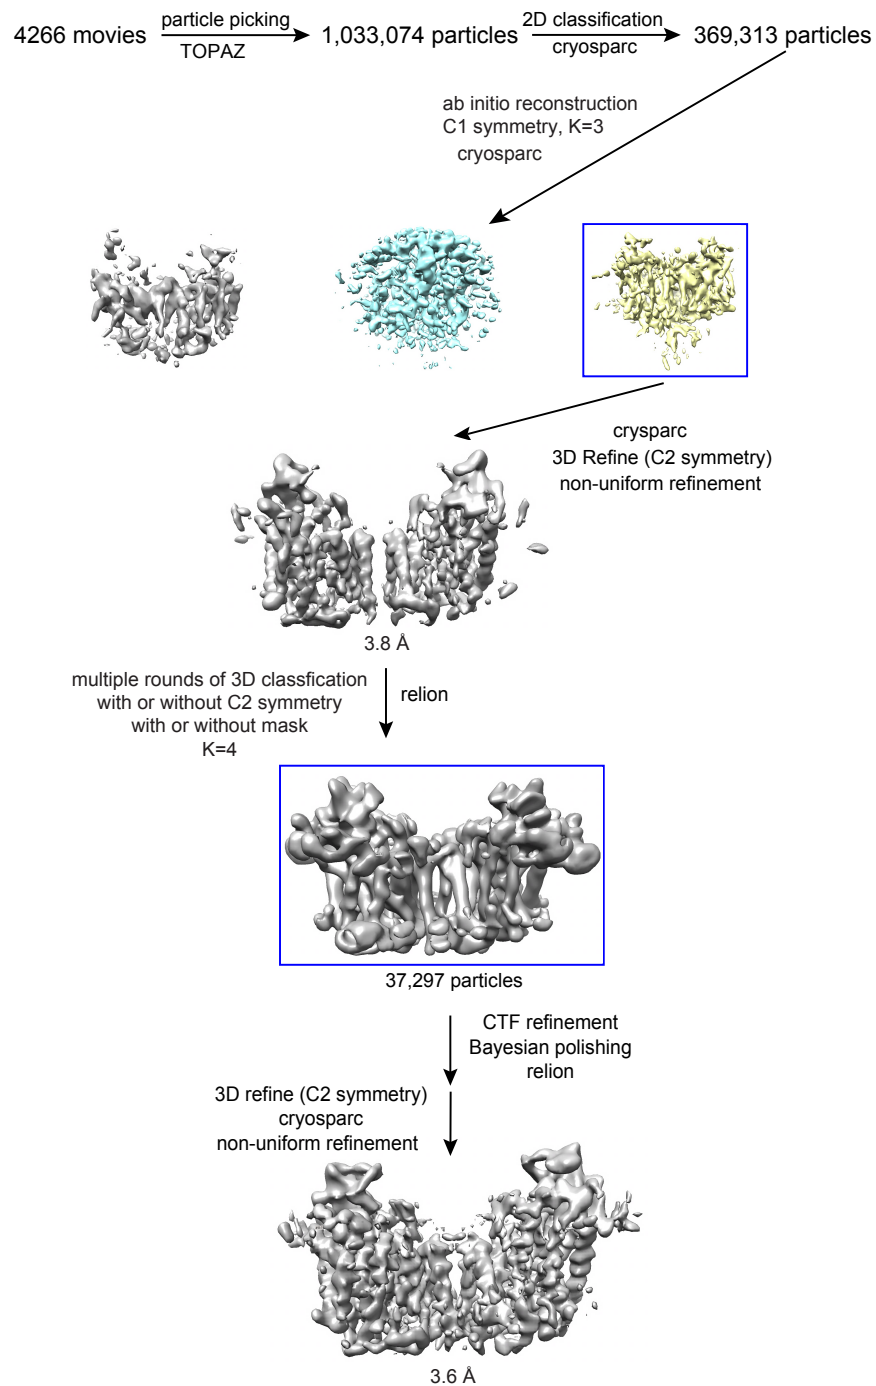 4266 movies
particle picking
TOPAZ
1,033,074 particles
2D classification
cryosparc
369,313 particles
ab initio reconstruction
C1 symmetry, K=3
cryosparc
crysparc
3D Refine (C2 symmetry)
non-uniform refinement
3.8 Å
multiple rounds of 3D classfication
with or without C2 symmetry
with or without mask
K=4
relion
37,297 particles
CTF refinement
Bayesian polishing
relion
3D refine (C2 symmetry)
cryosparc
non-uniform refinement
3.6 Å